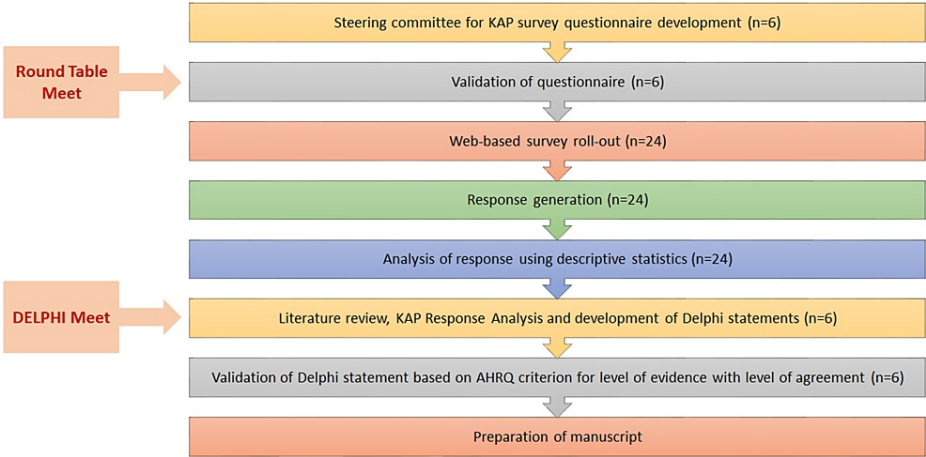 Steering committee for KAP survey questionnaire development (n=6)
Round Table
Meet
Validation of questionnaire (n=6)
Web-based survey roll-out (n=24)
Response generation (n=24)
Analysis of response using descriptive statistics (n=24)
DELPHI Meet
Literature review, KAP Response Analysis and development of Delphi statements (n=6)
Validation of Delphi statement based on AHRQ criterion for level of evidence with level of agreement (n=6)
Preparation of manuscript